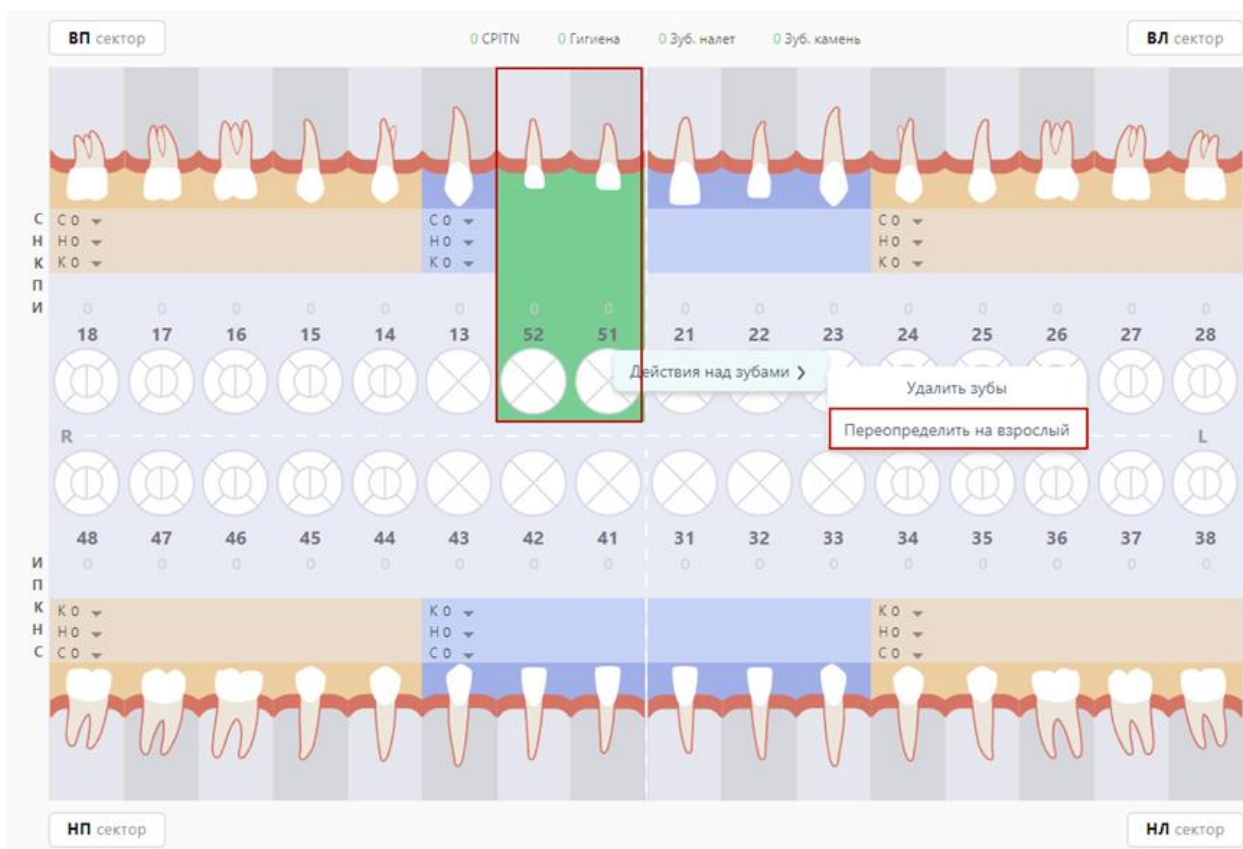 ВП сектор 0 CPITN 0 Гигиена 0 Зуб. налет 0 Зуб. камень ВЛ сектор
С С 0 С 0 С 0
Н Н 0 Н 0 Н 0
К К 0 К 0 К 0
П
И 0 0 0 0 0 0 0 0 0 0 0 0 0 0 0 0
18 17 16 15 14 13 52 51 21 22 23 24 25 26 27 28
Действия над зубами
Удалить зубы
Переопределить на взрослый
R L
48 47 46 45 44 43 42 41 31 32 33 34 35 36 37 38
И 0 0 0 0 0 0 0 0 0 0 0 0 0 0 0 0
П
К К 0 К 0 К 0
Н Н 0 Н 0 Н 0
С С 0 С 0 С 0
НП сектор НЛ сектор